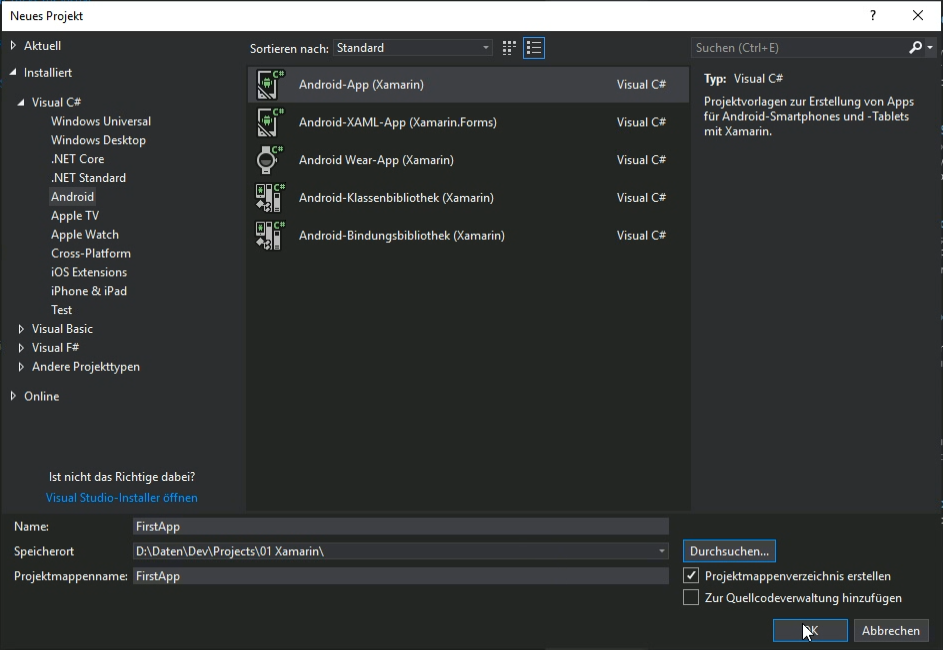 Neues Projekt
?
Aktuell
Installiert
Visual C#
Windows Universal
Windows Desktop
.NET Core
.NET Standard
Android
Apple TV
Apple Watch
Cross-Platform
iOS Extensions
iPhone & iPad
Test
Visual Basic
Visual F#
Andere Projekttypen
Online
Ist nicht das Richtige dabei?
Visual Studio-Installer öffnen
Sortieren nach: Standard
C# Android-App (Xamarin) Visual C#
C# Android-XAML-App (Xamarin.Forms) Visual C#
C# Android Wear-App (Xamarin) Visual C#
C# Android-Klassenbibliothek (Xamarin) Visual C#
C# Android-Bindungsbibliothek (Xamarin) Visual C#
Suchen (Ctrl+E)
Typ: Visual C#
Projektvorlagen zur Erstellung von Apps
für Android-Smartphones und -Tablets
mit Xamarin.
Name: FirstApp
Speicherort D:\Daten\Dev\Projects\01 Xamarin\
Durchsuchen...
Projektmappenname: FirstApp
Projektmappenverzeichnis erstellen
Zur Quellcodeverwaltung hinzufügen
OK Abbrechen